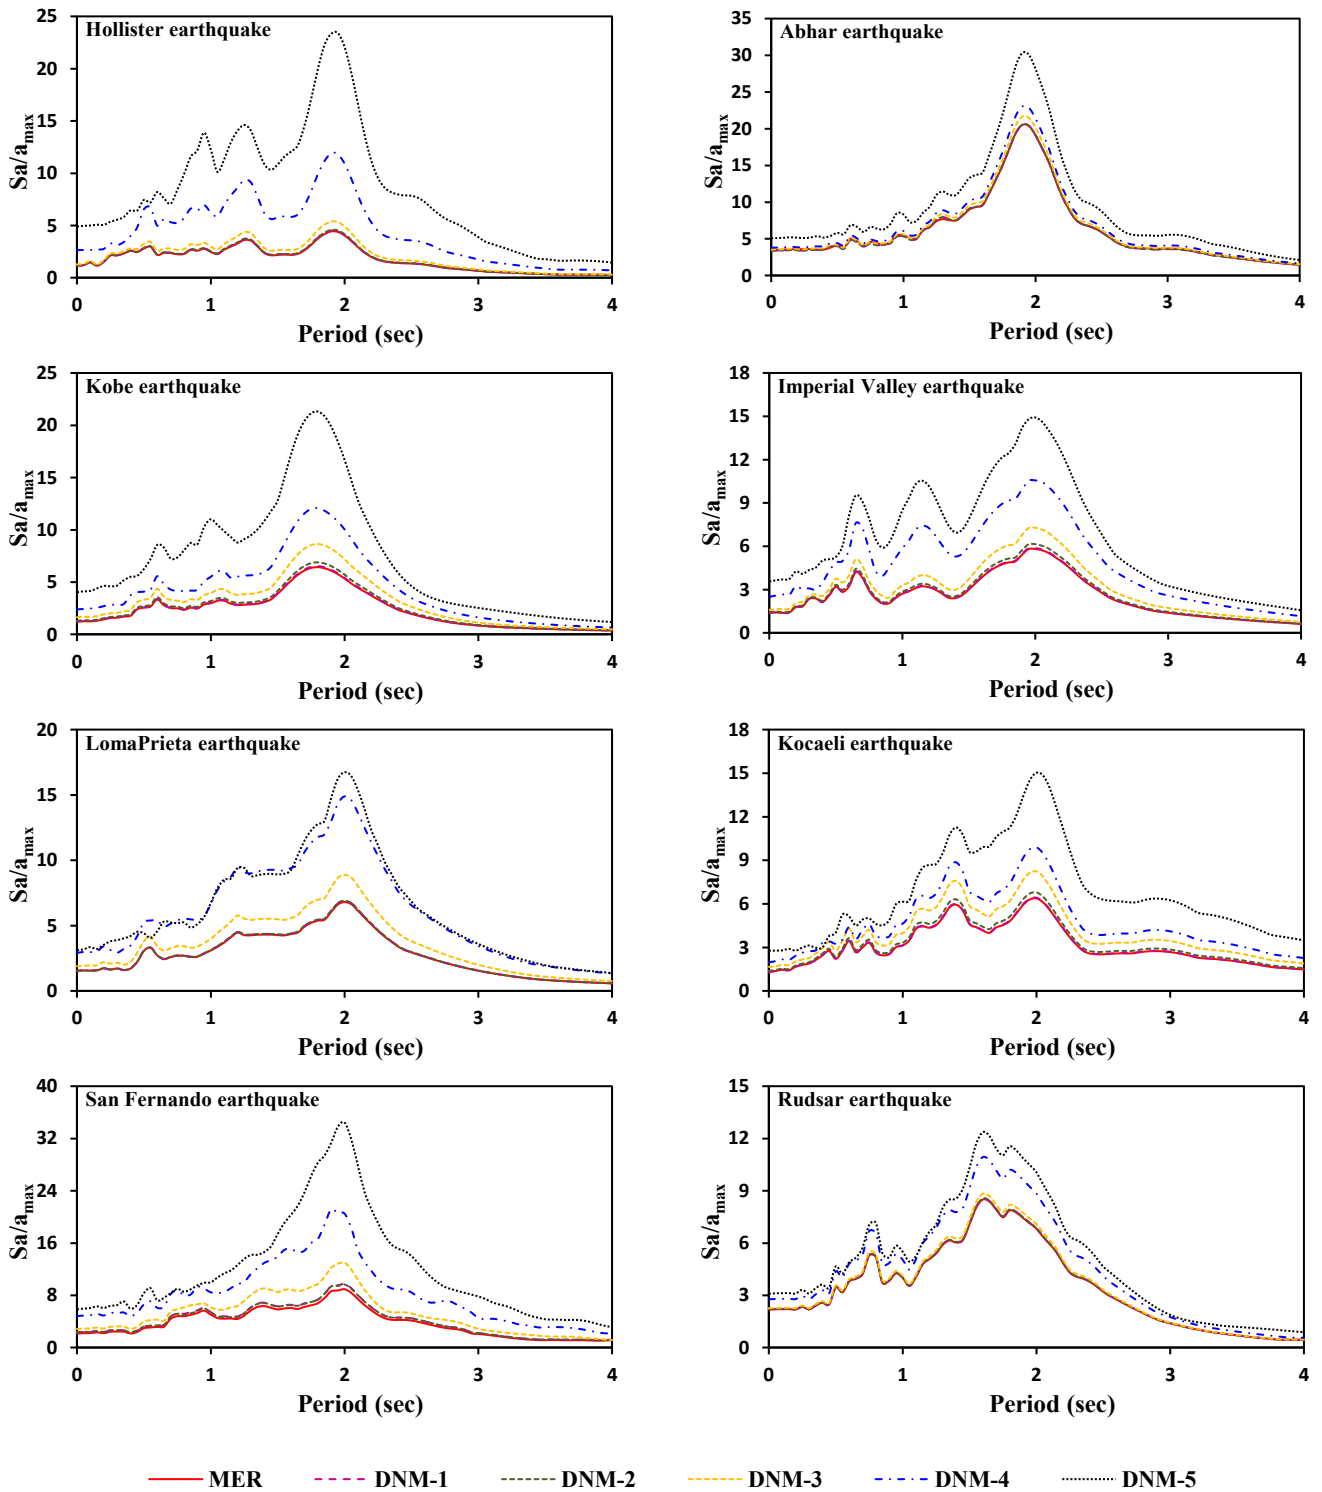 Hollister earthquake
25
20
15
10
5
0
Sa/amax
0 1 2 3 4
Period (sec)
Abhar earthquake
35
30
25
20
15
10
5
0
Sa/amax
0 1 2 3 4
Period (sec)
Kobe earthquake
25
20
15
10
5
0
Sa/amax
0 1 2 3 4
Period (sec)
Imperial Valley earthquake
18
15
12
9
6
3
0
Sa/amax
0 1 2 3 4
Period (sec)
LomaPrieta earthquake
20
15
10
5
0
Sa/amax
0 1 2 3 4
Period (sec)
Kocaeli earthquake
18
15
12
9
6
3
0
Sa/amax
0 1 2 3 4
Period (sec)
San Fernando earthquake
40
32
24
16
8
0
Sa/amax
0 1 2 3 4
Period (sec)
Rudsar earthquake
15
12
9
6
3
0
Sa/amax
0 1 2 3 4
Period (sec)
MER DNM-1 DNM-2 DNM-3 DNM-4 DNM-5